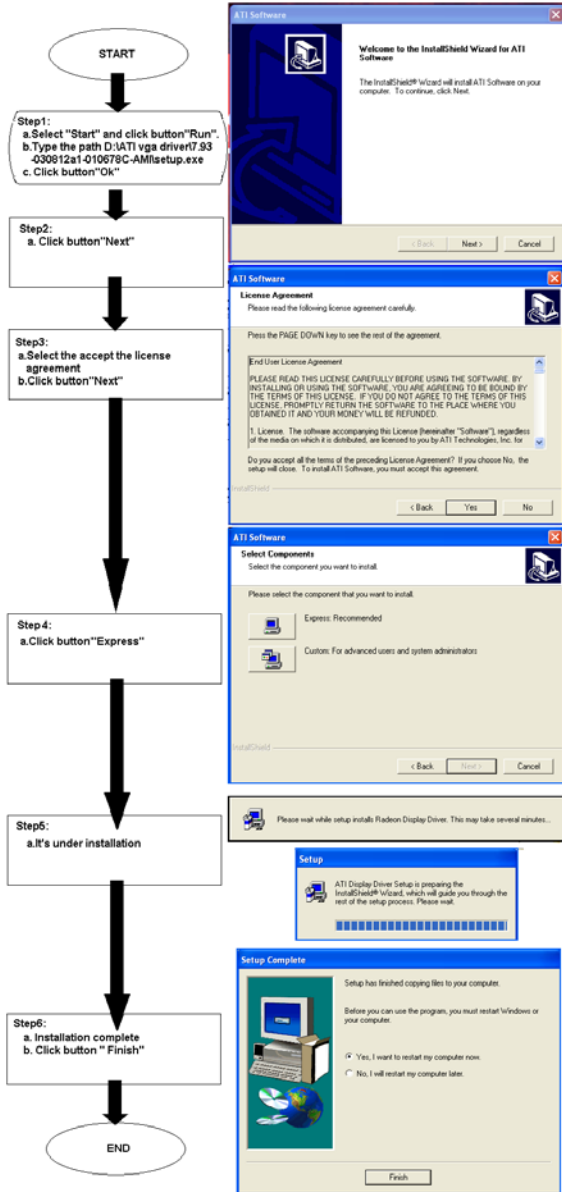 START
Step1:
a.Select "Start" and click button"Run".
b.Type the path D:\ATI vga driver\7.93
-030812a1-010678C-AMI\setup.exe
c. Click button"Ok"
Step2:
a. Click button"Next"
Step3:
a.Select the accept the license
agreement
b.Click button"Next"
Step 4:
a.Click button"Express"
Step5:
a.It's under installation
Step6:
a. Installation complete
b. Click button " Finish"
END
ATI Software
Welcome to the InstallShield Wizard for ATI
Software
The InstallShield® Wizard will install ATI Software on your
computer. To continue, click Next.
< Back
Next >
Cancel
ATI Software
License Agreement
Please read the following license agreement carefully.
Press the PAGE DOWN key to see the rest of the agreement.
End User License Agreement
PLEASE READ THIS LICENSE CAREFULLY BEFORE USING THE SOFTWARE. BY
INSTALLING OR USING THE SOFTWARE, YOU ARE AGREEING TO BE BOUND BY
THE TERMS OF THIS LICENSE. IF YOU DO NOT AGREE TO THE TERMS OF THIS
LICENSE, PROMPTLY RETURN THE SOFTWARE TO THE PLACE WHERE YOU
OBTAINED IT AND YOUR MONEY WILL BE REFUNDED.
1. License. The software accompanying this License (hereinafter "Software"), regardless
of the media on which it is distributed, are licensed to you by ATI Technologies, Inc. for
Do you accept all the terms of the preceding License Agreement? If you choose No, the
setup will close. To install ATI Software, you must accept this agreement.
InstallShield
< Back
Yes
No
ATI Software
Select Components
Select the component you want to install.
Please select the component that you want to install.
Express: Recommended
Custom: For advanced users and system administrators
InstallShield
< Back
Next >
Cancel
Please wait while setup installs Radeon Display Driver. This may take several minutes...
Setup
ATI Display Driver Setup is preparing the
InstallShield® Wizard, which will guide you through the
rest of the setup process. Please wait.
Setup Complete
Setup has finished copying files to your computer.
Before you can use the program, you must restart Windows or
your computer.
Yes, I want to restart my computer now.
No, I will restart my computer later.
Finish